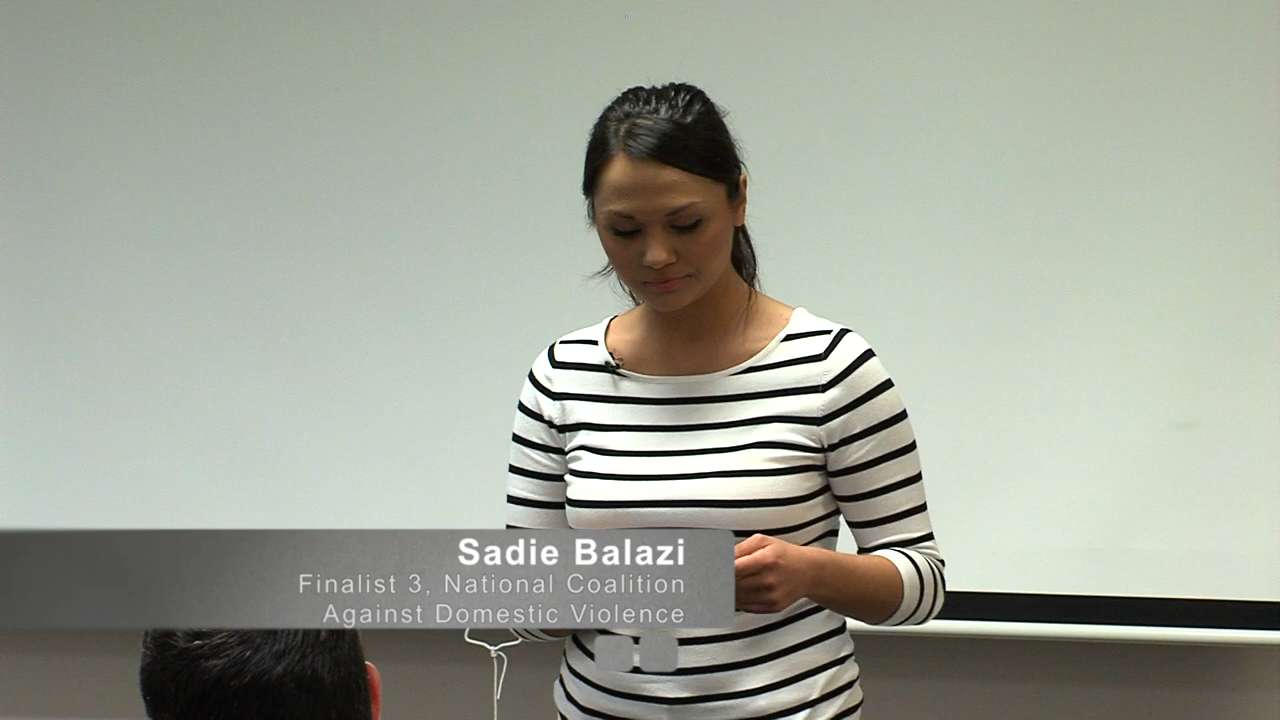 Sadie Balazi
Finalist 3, National Coalition
Against Domestic Violence